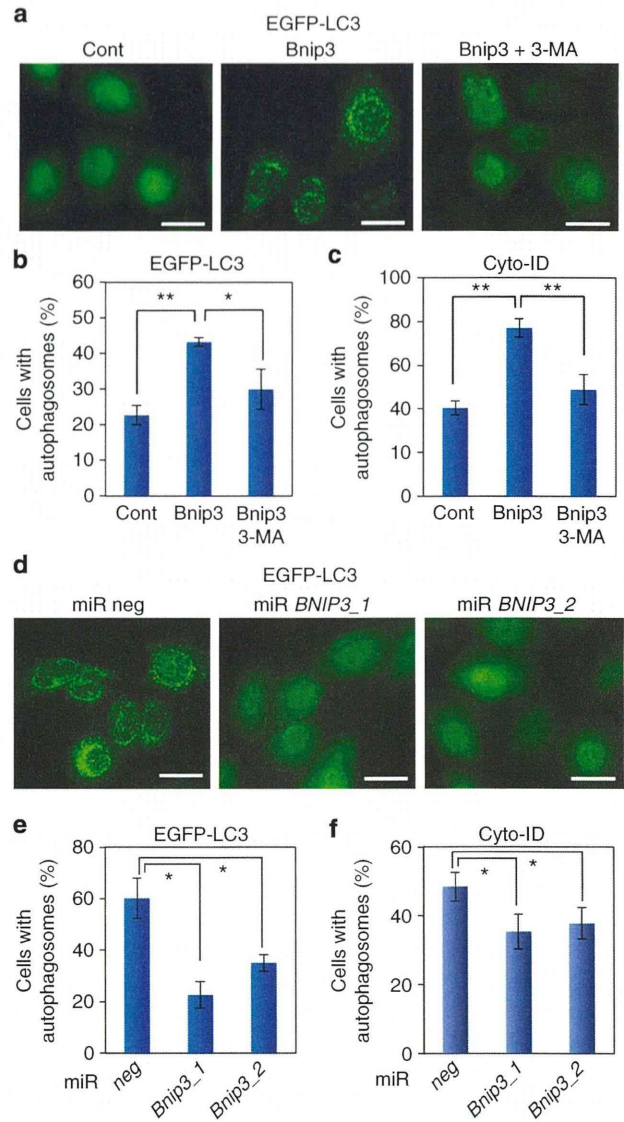 a
EGFP-LC3
Cont Bnip3 Bnip3 + 3-MA
b
EGFP-LC3
Cells with
autophagosomes (%)
60
50
40
30
20
10
0
** *
Cont Bnip3 Bnip3
3-MA
c
Cyto-ID
Cells with
autophagosomes (%)
100
80
60
40
10
0
** **
Cont Bnip3 Bnip3
3-MA
d
EGFP-LC3
miR neg miR BNIP3_1 miR BNIP3_2
e
EGFP-LC3
Cells with
autophagosomes (%)
80
60
40
20
0
* *
miR neg Bnip3_1 Bnip3_2
f
Cyto-ID
Cells with
autophagosomes (%)
60
40
20
0
* *
miR neg Bnip3_1 Bnip3_2